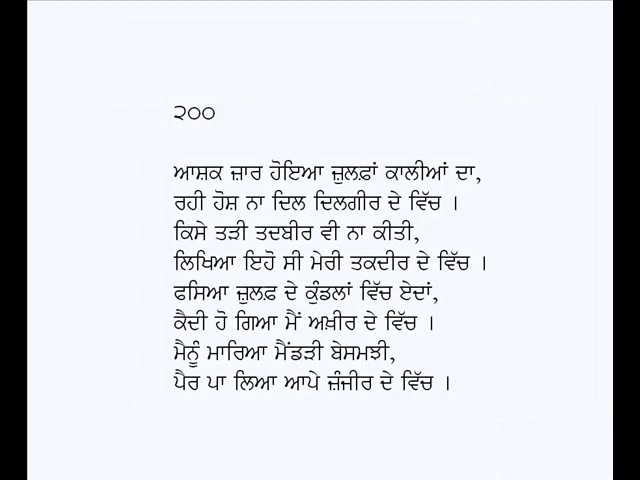 ੨੦੦
ਆਸ਼ਕ ਜ਼ਾਰ ਹੋਇਆ ਜ਼ੁਲਫ਼ਾਂ ਕਾਲੀਆਂ ਦਾ,
ਰਹੀ ਹੋਸ਼ ਨਾ ਦਿਲ ਦਿਲਗੀਰ ਦੇ ਵਿੱਚ ।
ਕਿਸੇ ਤੜੀ ਤਦਬੀਰ ਵੀ ਨਾ ਕੀਤੀ,
ਲਿਖਿਆ ਇਹੋ ਸੀ ਮੇਰੀ ਤਕਦੀਰ ਦੇ ਵਿੱਚ ।
ਫਸਿਆ ਜ਼ੁਲਫ਼ ਦੇ ਕੁੰਡਲਾਂ ਵਿੱਚ ਏਦਾਂ,
ਕੈਦੀ ਹੋ ਗਿਆ ਮੈਂ ਅਖ਼ੀਰ ਦੇ ਵਿੱਚ ।
ਮੈਨੂੰ ਮਾਰਿਆ ਮੈਂਡੜੀ ਬੇਸਮਝੀ,
ਪੈਰ ਪਾ ਲਿਆ ਆਪੇ ਜ਼ੰਜੀਰ ਦੇ ਵਿੱਚ ।